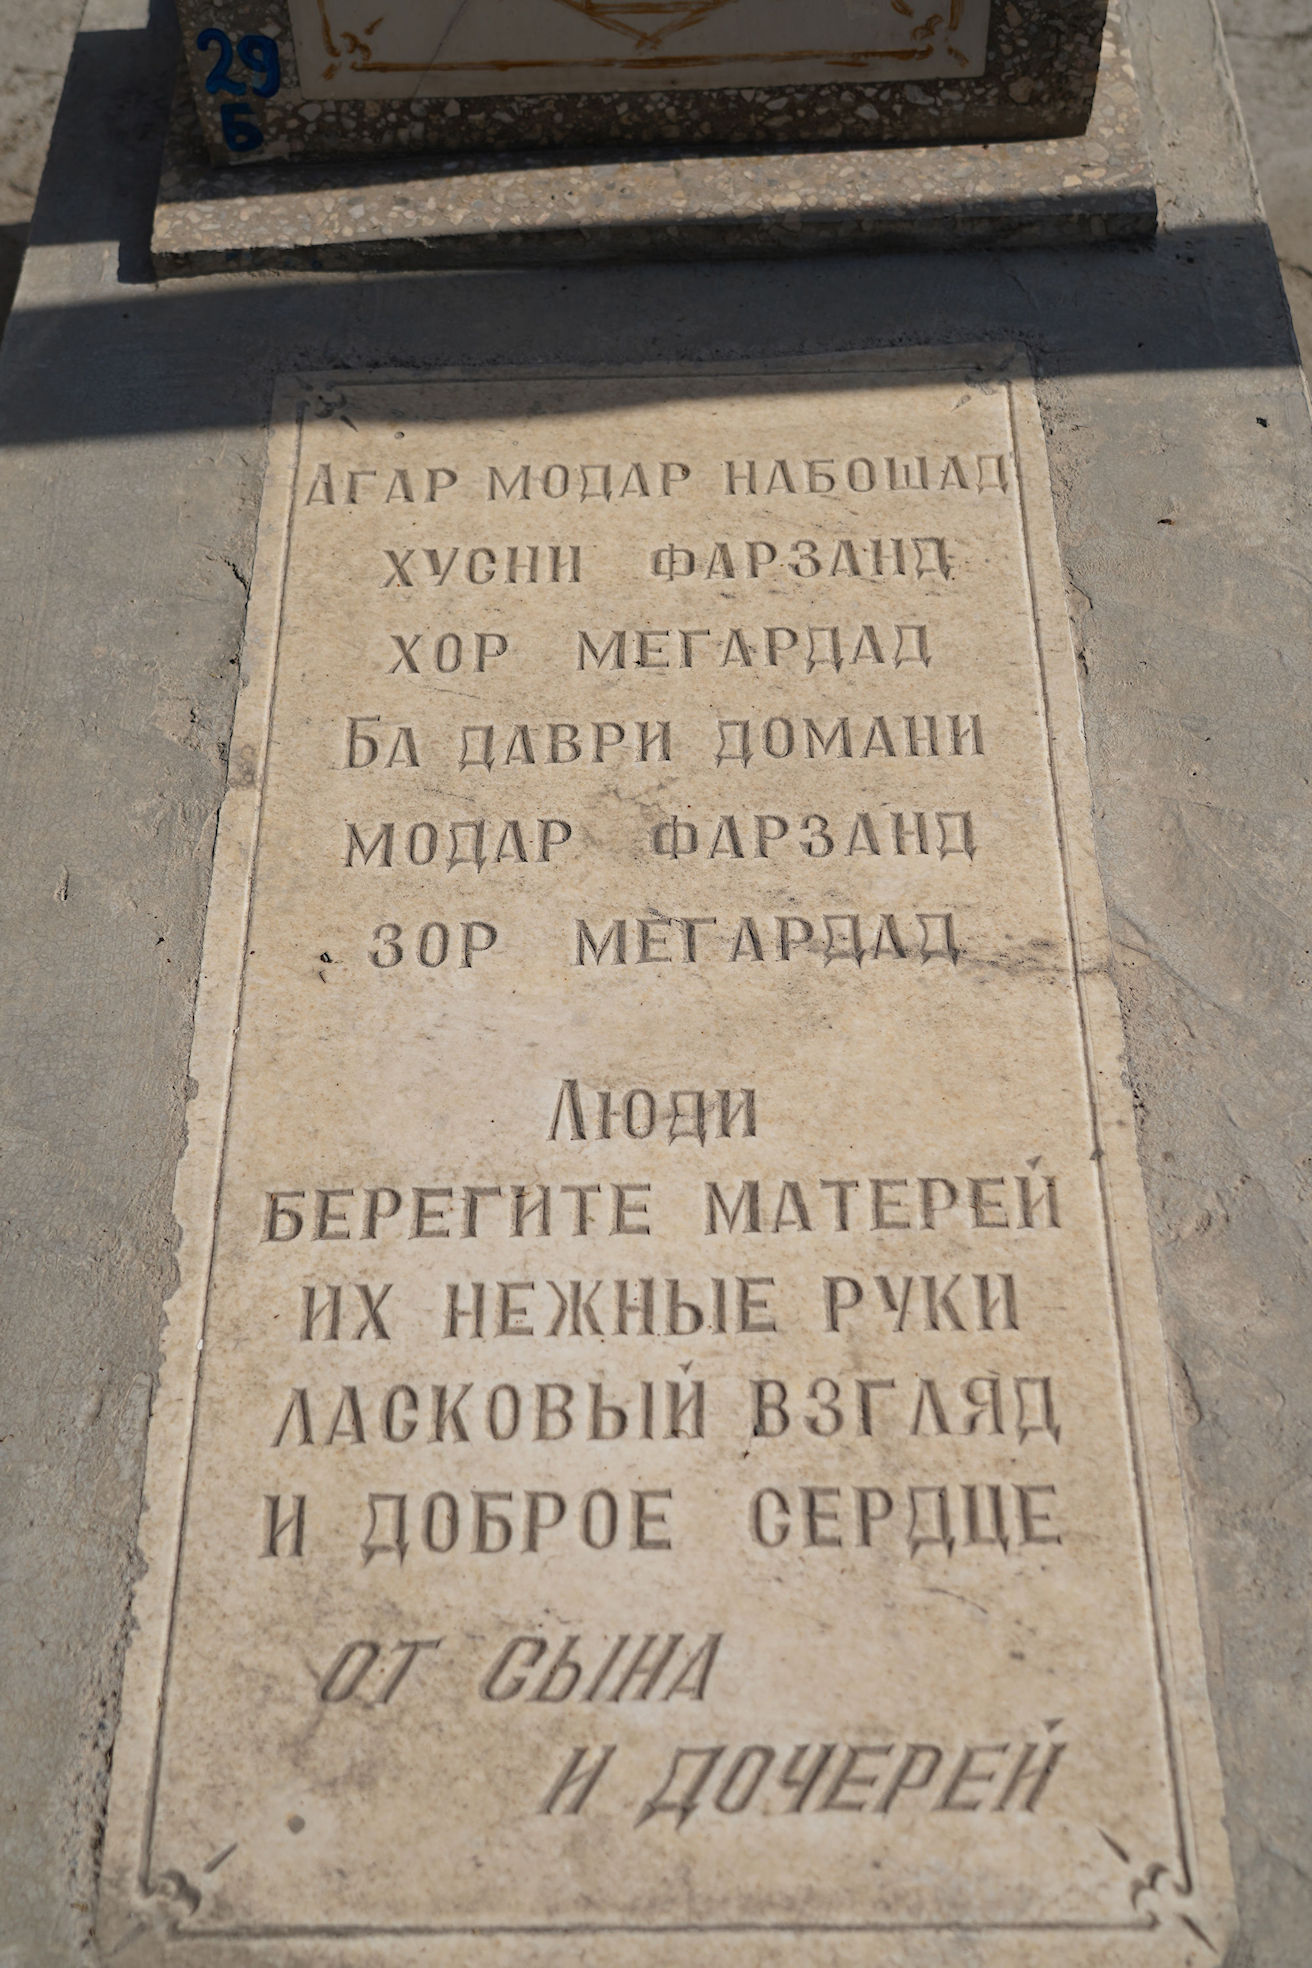 29
Б
АГАР МОДАР НАБОШАД
ХУСНИ ФАРЗАНД
ХОР МЕГАРДАД
БА ДАВРИ ДОМАНИ
МОДАР ФАРЗАНД
ЗОР МЕГАРДАД
ЛЮДИ
БЕРЕГИТЕ МАТЕРЕЙ
ИХ НЕЖНЫЕ РУКИ
ЛАСКОВЫЙ ВЗГЛЯД
И ДОБРОЕ СЕРДЦЕ
ОТ СЫНА
И ДОЧЕРЕЙ